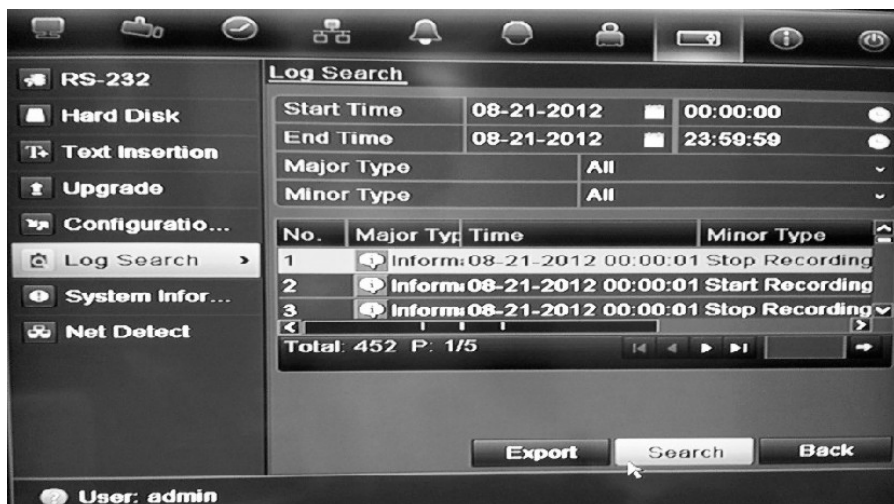 RS-232
Hard Disk
Text Insertion
Upgrade
Configuratio...
Log Search
System Infor...
Net Detect
Log Search
Start Time 08-21-2012 00:00:00
End Time 08-21-2012 23:59:59
Major Type All
Minor Type All
No. Major Typ Time Minor Type
1 Informa 08-21-2012 00:00:01 Stop Recording
2 Informa 08-21-2012 00:00:01 Start Recording
3 Informa 08-21-2012 00:00:01 Stop Recording
Total: 452 P: 1/5
Export Search Back
User: admin